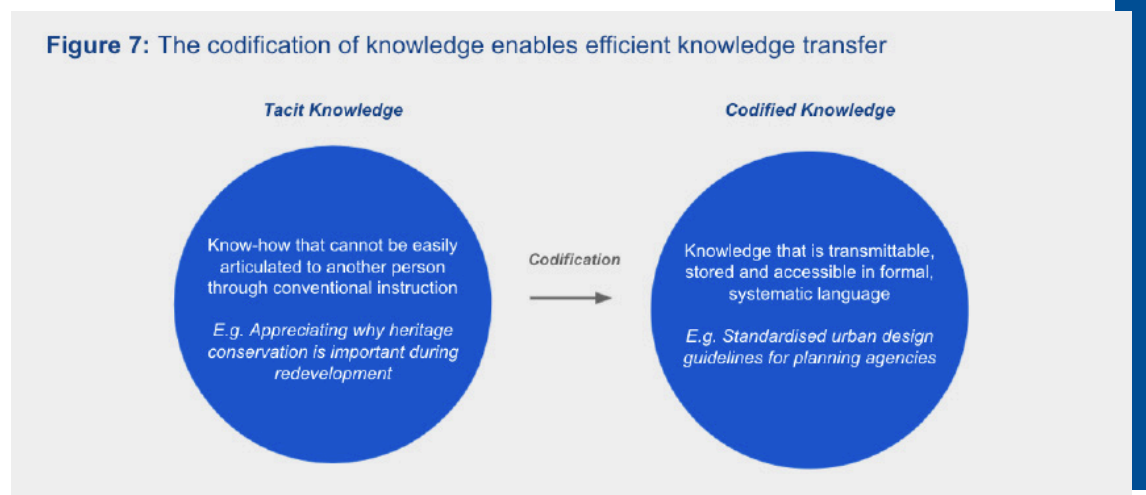 Figure 7: The codification of knowledge enables efficient knowledge transfer
Tacit Knowledge
Know-how that cannot be easily
articulated to another person
through conventional instruction
E.g. Appreciating why heritage
conservation is important during
redevelopment
Codification
Codified Knowledge
Knowledge that is transmittable,
stored and accessible in formal,
systematic language
E.g. Standardised urban design
guidelines for planning agencies